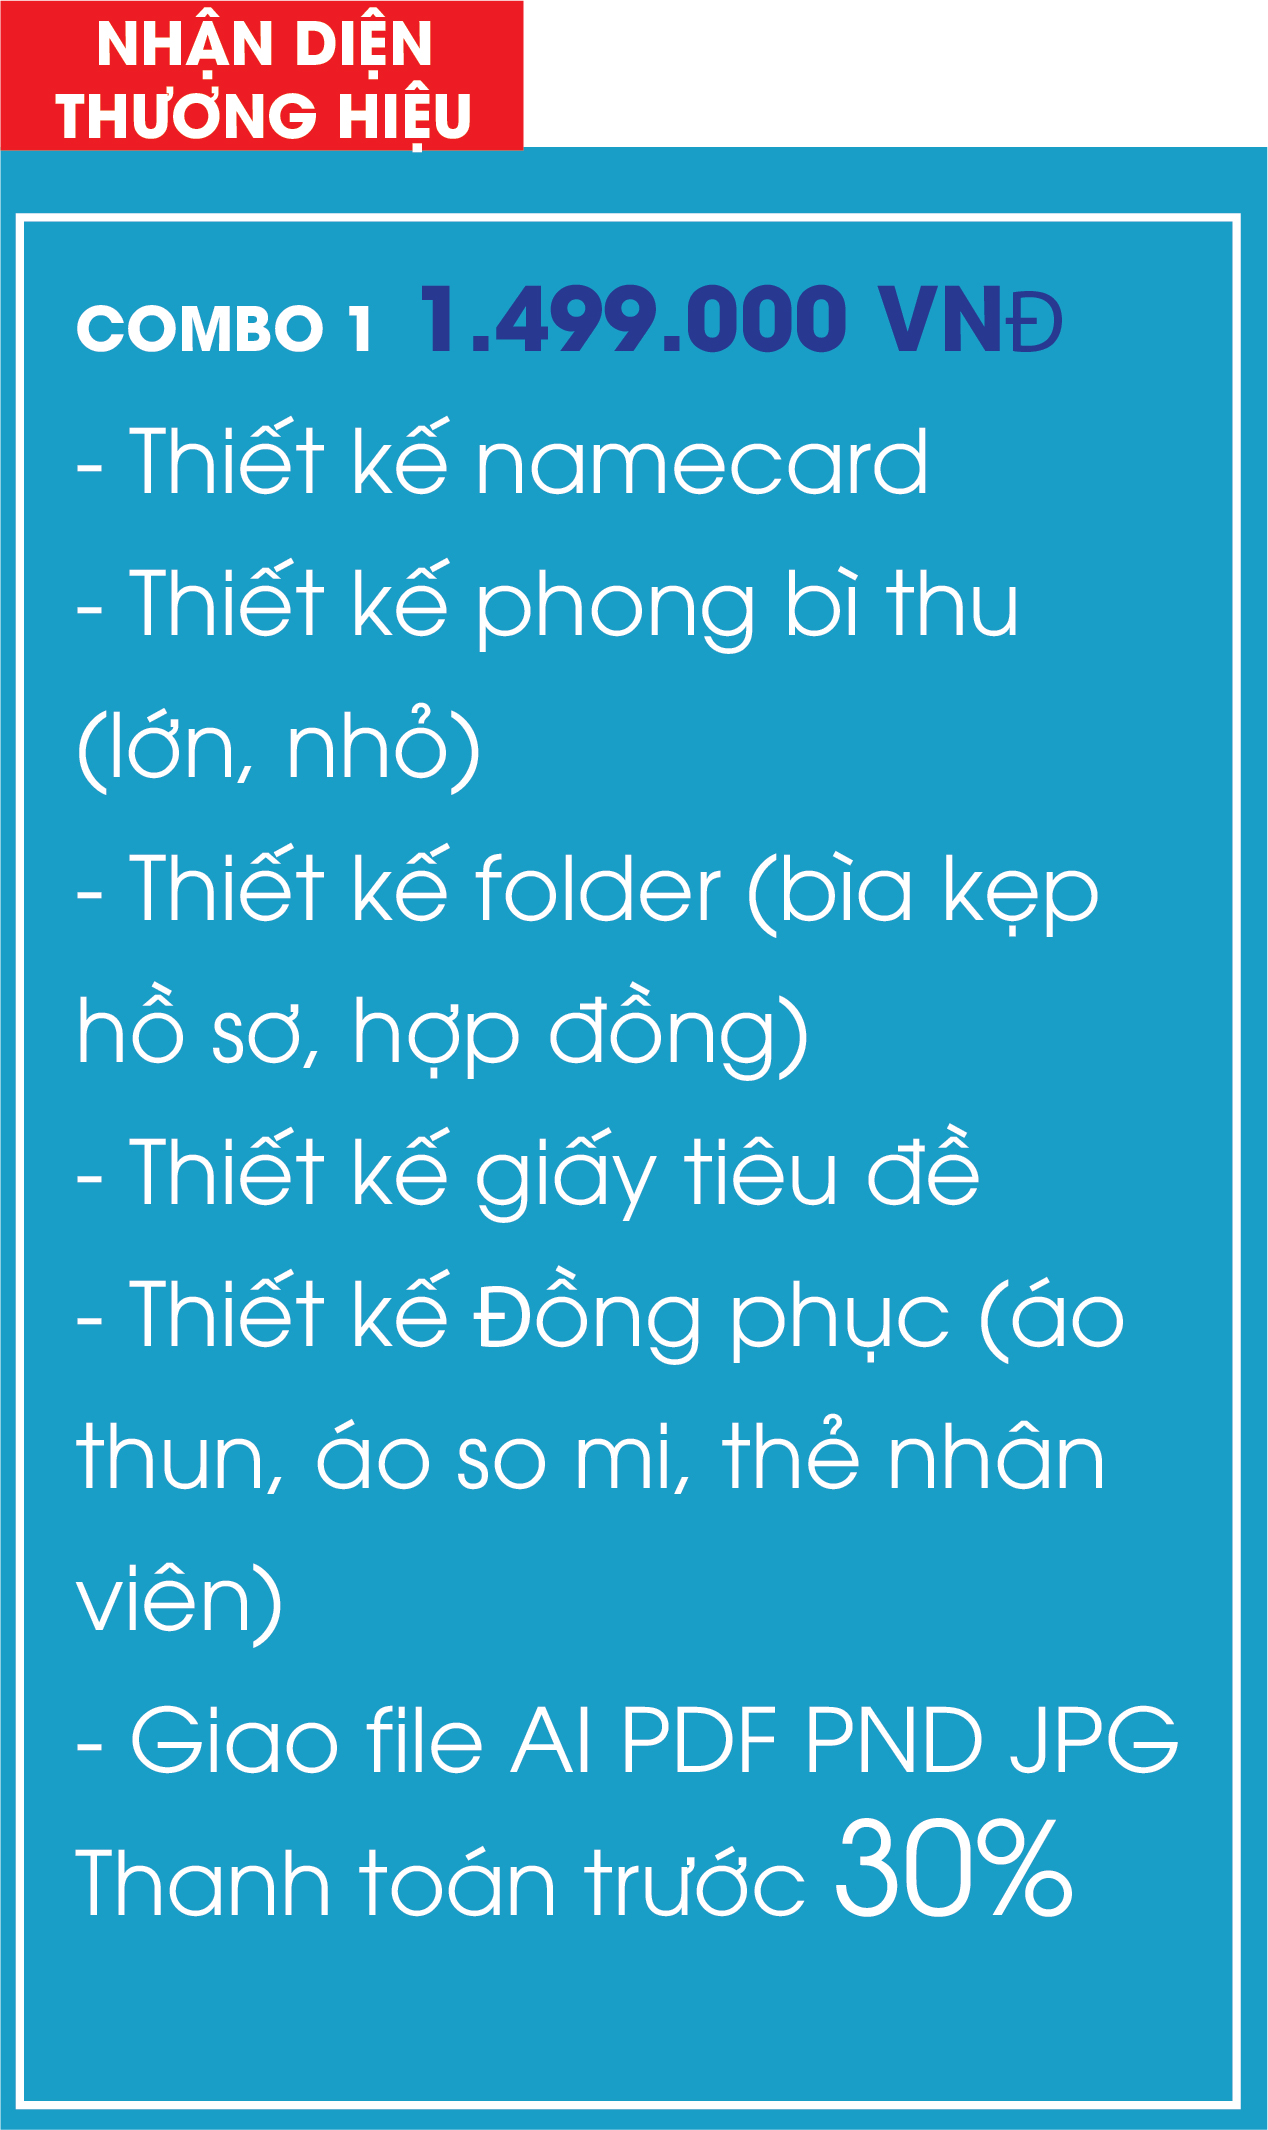 NHẬN DIỆN
THƯƠNG HIỆU
COMBO 1 1.499.000 VNĐ
- Thiết kế namecard
- Thiết kế phong bì thu
(lớn, nhỏ)
- Thiết kế folder (bìa kẹp
hồ sơ, hợp đồng)
- Thiết kế giấy tiêu đề
- Thiết kế Đồng phục (áo
thun, áo so mi, thẻ nhân
viên)
- Giao file AI PDF PND JPG
Thanh toán trước 30%